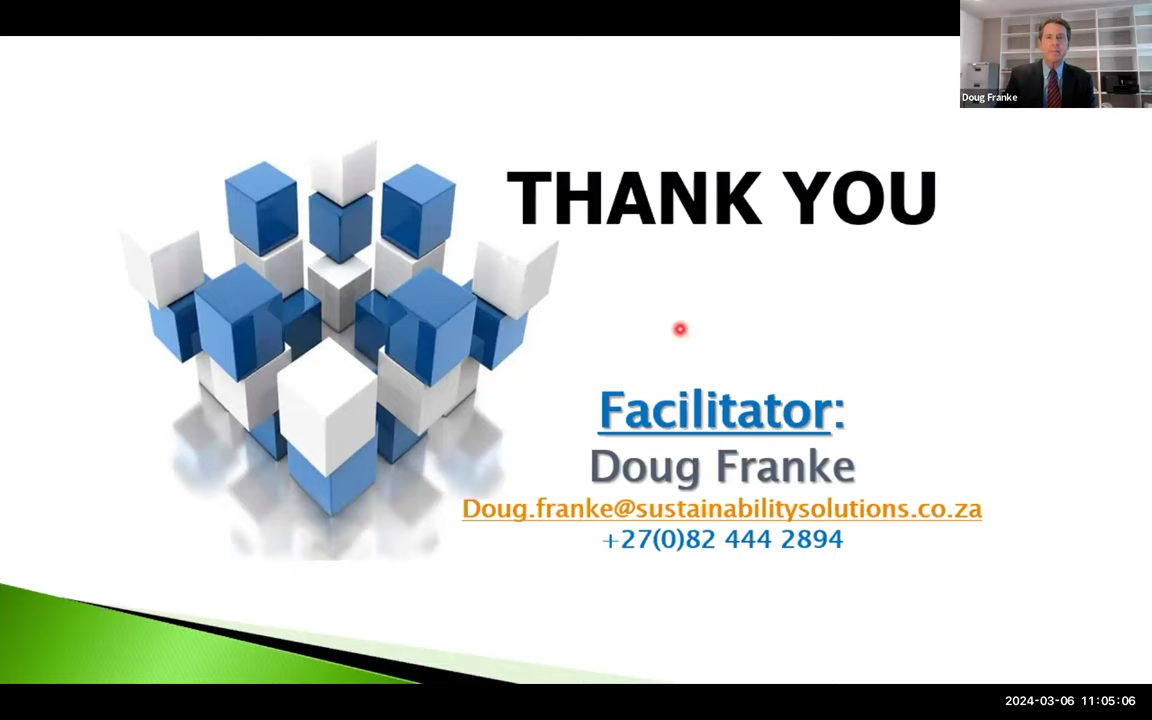 Doug Franke
THANK YOU
Facilitator:
Doug Franke
Doug.franke@sustainabilitysolutions.co.za
+27(0)82 444 2894
2024-03-06 11:05:06